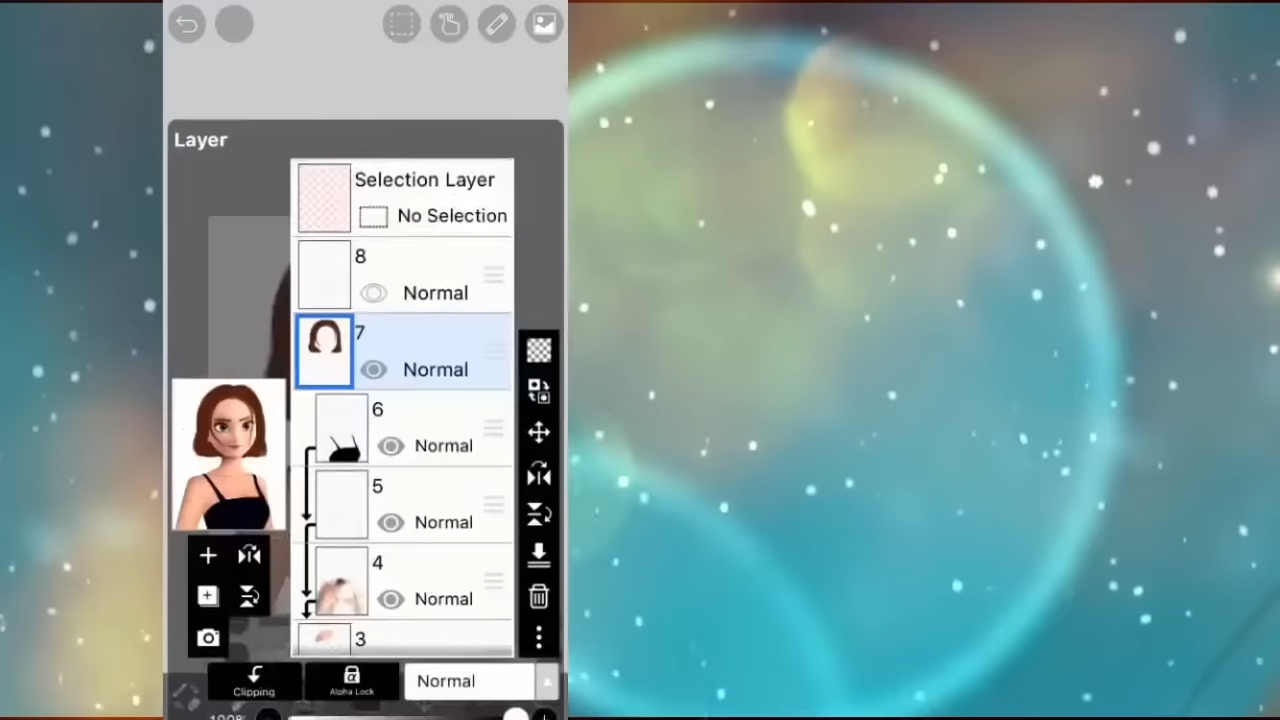 Layer
Selection Layer
No Selection
8
Normal
7
Normal
6
Normal
5
Normal
4
Normal
3
Clipping
α
Alpha Lock
Normal
100%